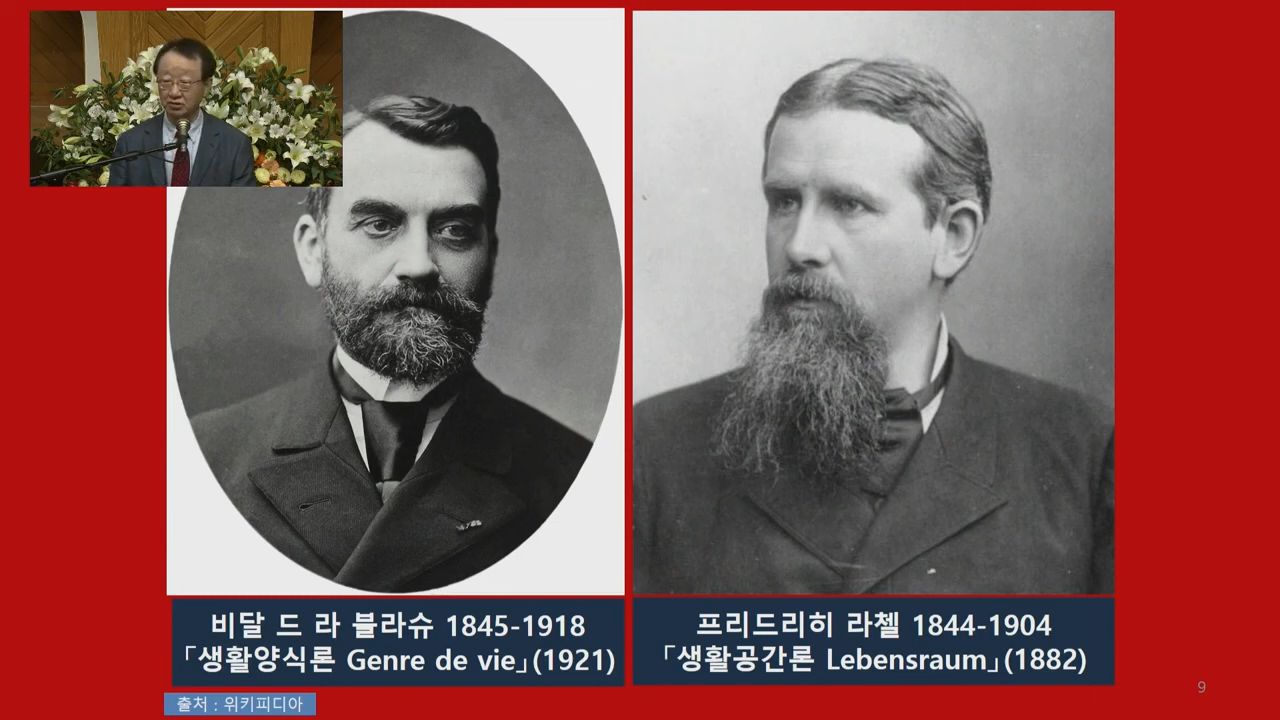 비달 드 라 블라슈 1845-1918
「생활양식론 Genre de vie」(1921)
프리드리히 라첼 1844-1904
「생활공간론 Lebensraum」(1882)
출처 : 위키피디아
9